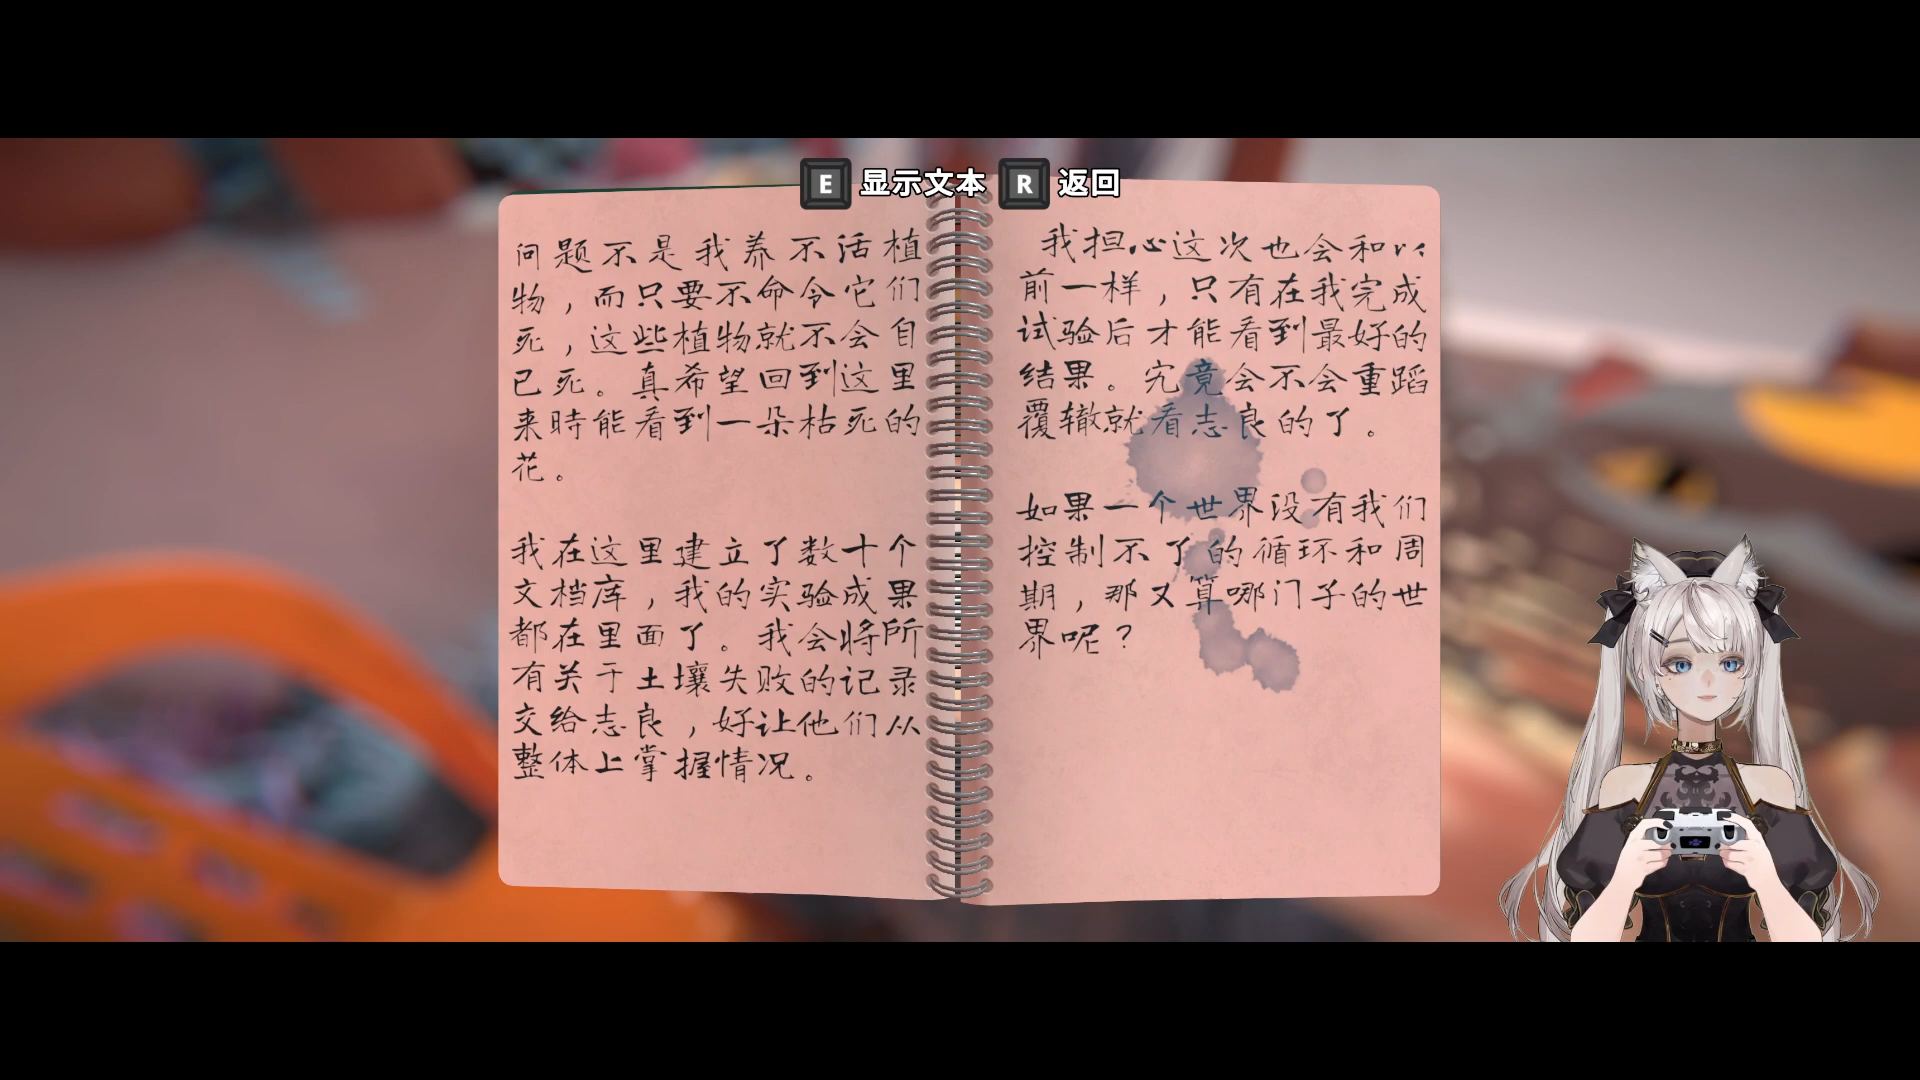 E 显示文本 R 返回
问题不是我养不活植
物，而只要不命令它们
死，这些植物就不会自
己死。真希望回到这里
来時能看到一朵枯死的
花。
我在这里建立了数十个
文档库，我的实验成果
都在里面了。我会将所
有关于土壤失败的记录
交给志良，好让他们从
整体上掌握情况。
我担心这次也会和以
前一样，只有在我完成
试验后才能看到最好的
结果。究竟会不会重蹈
覆辙就看志良的了。
如果一个世界没有我们
控制不了的循环和周
期，那又算哪门子的世
界呢？